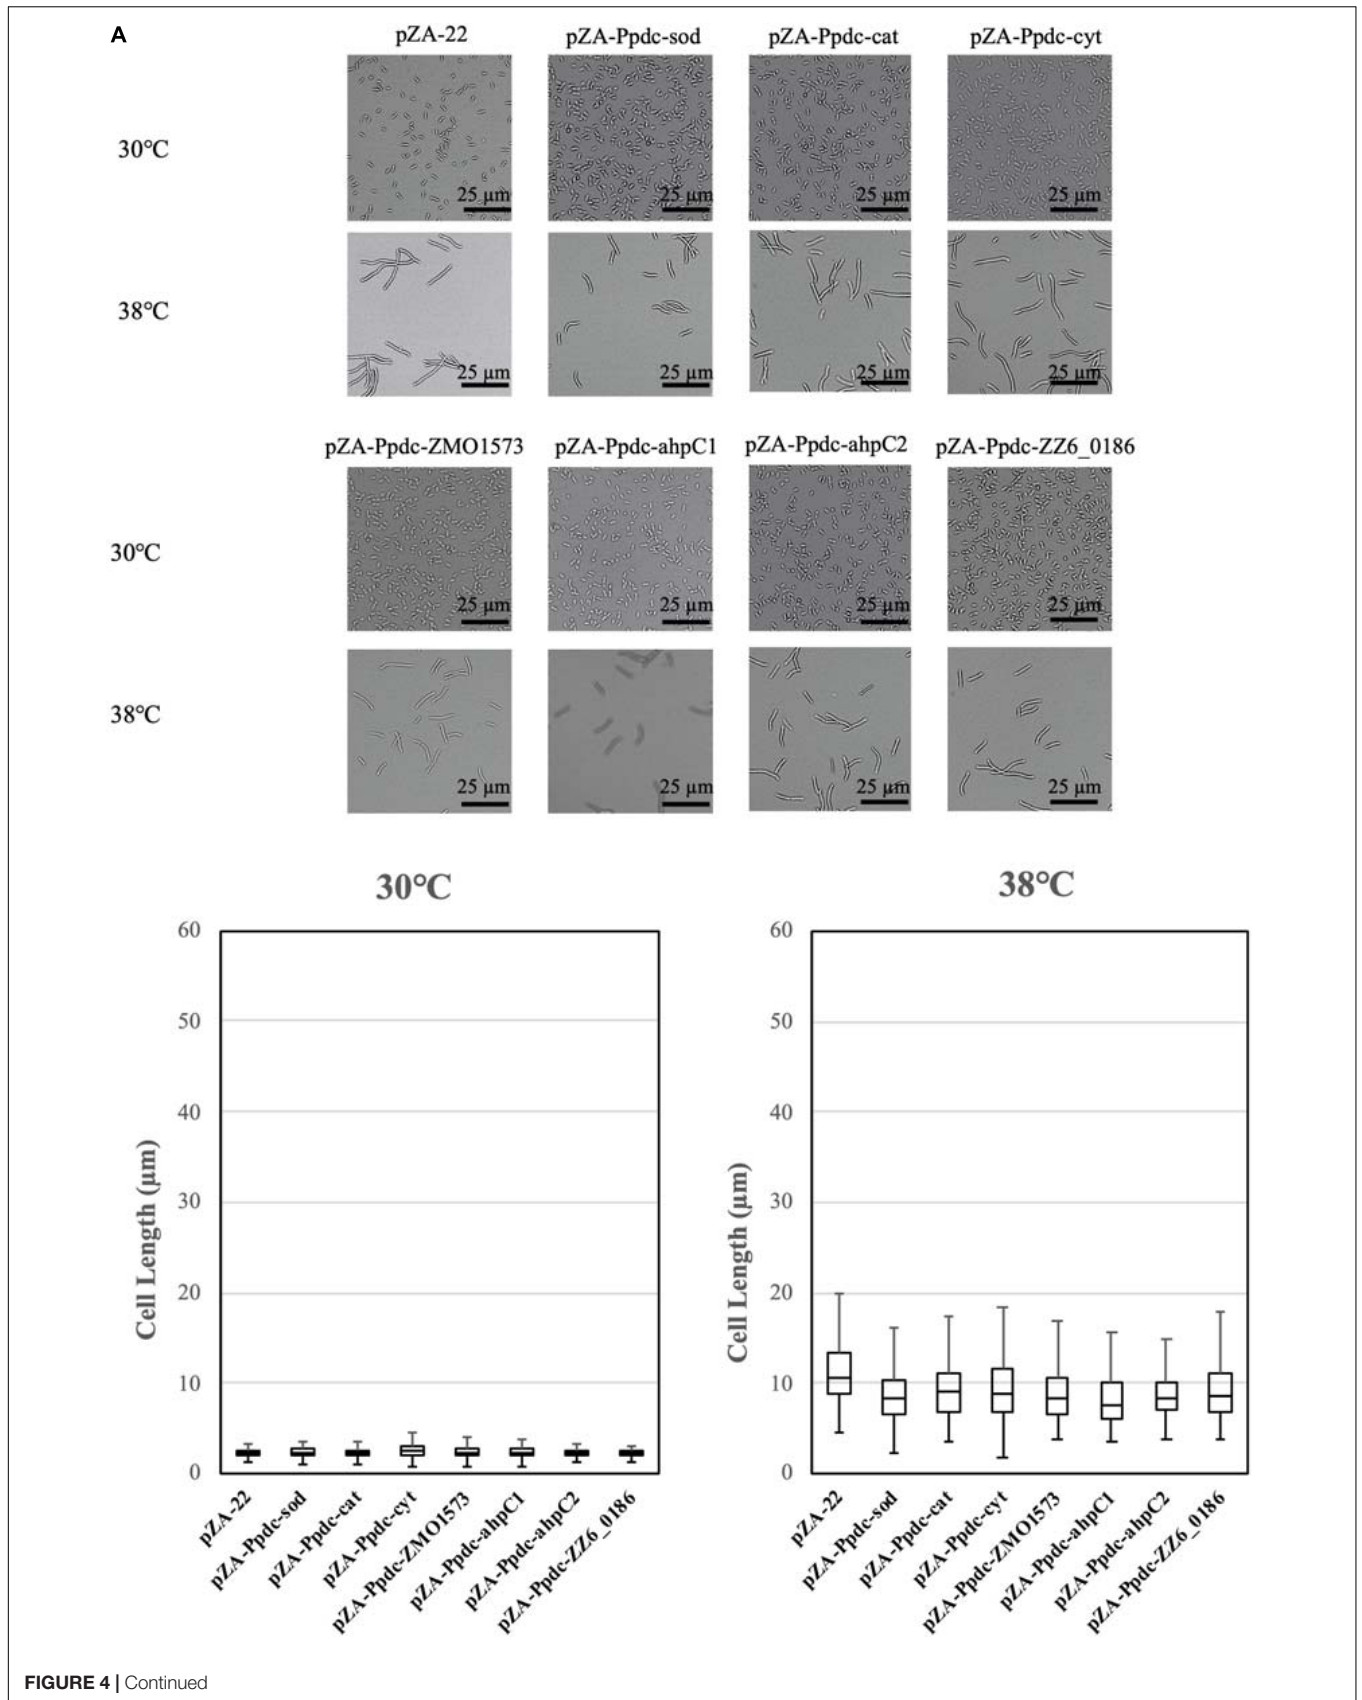 A
pZA-22 pZA-Ppdc-sod pZA-Ppdc-cat pZA-Ppdc-cyt
30℃
25 µm 25 µm 25 µm 25 µm
38℃
25 µm 25 µm 25 µm 25 µm
pZA-Ppdc-ZMO1573 pZA-Ppdc-ahpC1 pZA-Ppdc-ahpC2 pZA-Ppdc-ZZ6_0186
30℃
25 µm 25 µm 25 µm 25 µm
38℃
25 µm 25 µm 25 µm 25 µm
30℃
60
50
40
30
20
10
0
Cell Length (µm)
pZA-22
pZA-Ppdc-sod
pZA-Ppdc-cat
pZA-Ppdc-cyt
pZA-Ppdc-ZMO1573
pZA-Ppdc-ahpC1
pZA-Ppdc-ahpC2
pZA-Ppdc-ZZ6_0186
38℃
60
50
40
30
20
10
0
Cell Length (µm)
pZA-22
pZA-Ppdc-sod
pZA-Ppdc-cat
pZA-Ppdc-cyt
pZA-Ppdc-ZMO1573
pZA-Ppdc-ahpC1
pZA-Ppdc-ahpC2
pZA-Ppdc-ZZ6_0186
FIGURE 4 | Continued